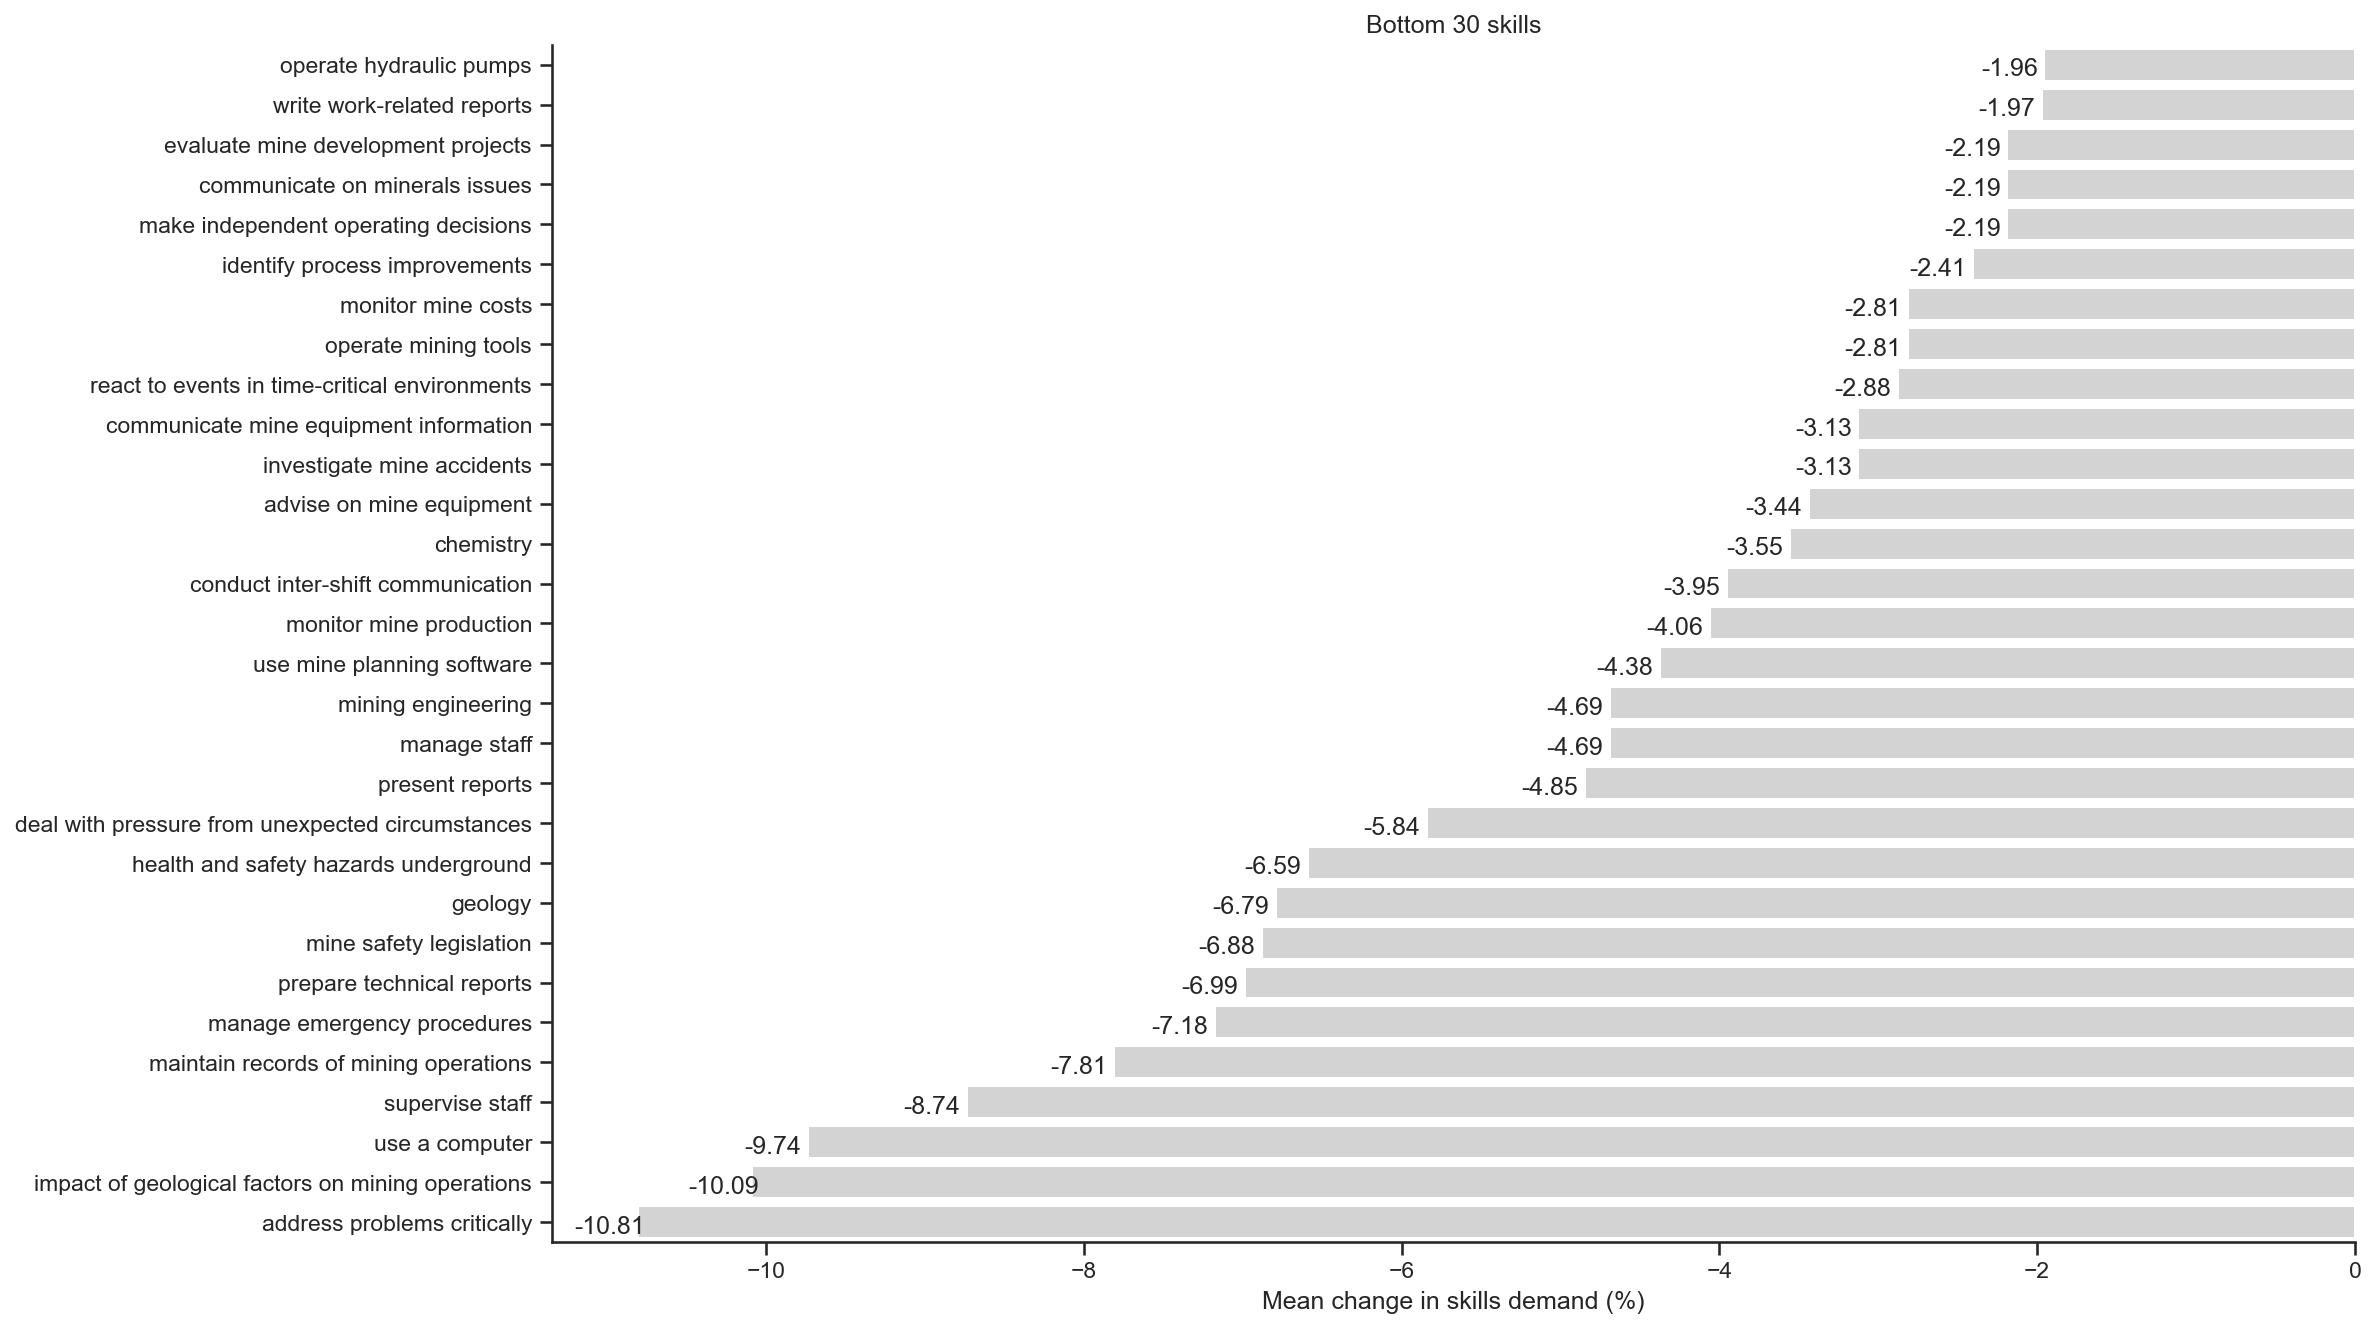 Bottom 30 skills
operate hydraulic pumps -1.96
write work-related reports -1.97
evaluate mine development projects -2.19
communicate on minerals issues -2.19
make independent operating decisions -2.19
identify process improvements -2.41
monitor mine costs -2.81
operate mining tools -2.81
react to events in time-critical environments -2.88
communicate mine equipment information -3.13
investigate mine accidents -3.13
advise on mine equipment -3.44
chemistry -3.55
conduct inter-shift communication -3.95
monitor mine production -4.06
use mine planning software -4.38
mining engineering -4.69
manage staff -4.69
present reports -4.85
deal with pressure from unexpected circumstances -5.84
health and safety hazards underground -6.59
geology -6.79
mine safety legislation -6.88
prepare technical reports -6.99
manage emergency procedures -7.18
maintain records of mining operations -7.81
supervise staff -8.74
use a computer -9.74
impact of geological factors on mining operations -10.09
address problems critically -10.81
−10 −8 −6 −4 −2 0
Mean change in skills demand (%)